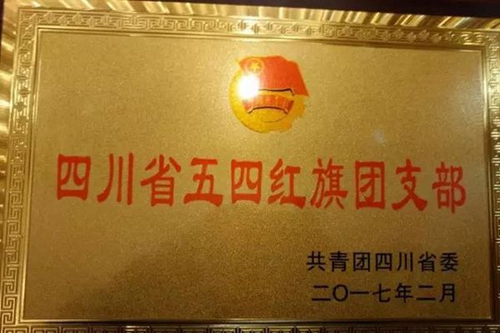 四川省五四红旗团支部
共青团四川省委
二〇一七年二月